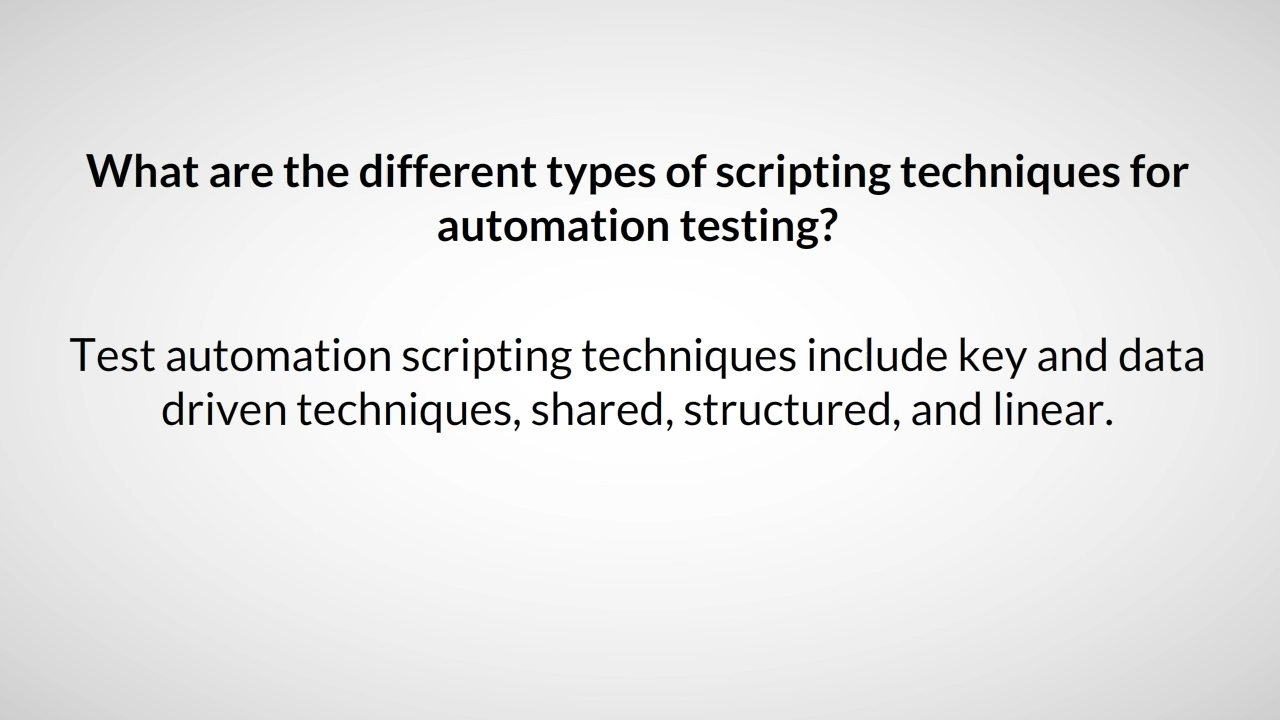 What are the different types of scripting techniques for
automation testing?
Test automation scripting techniques include key and data
driven techniques, shared, structured, and linear.